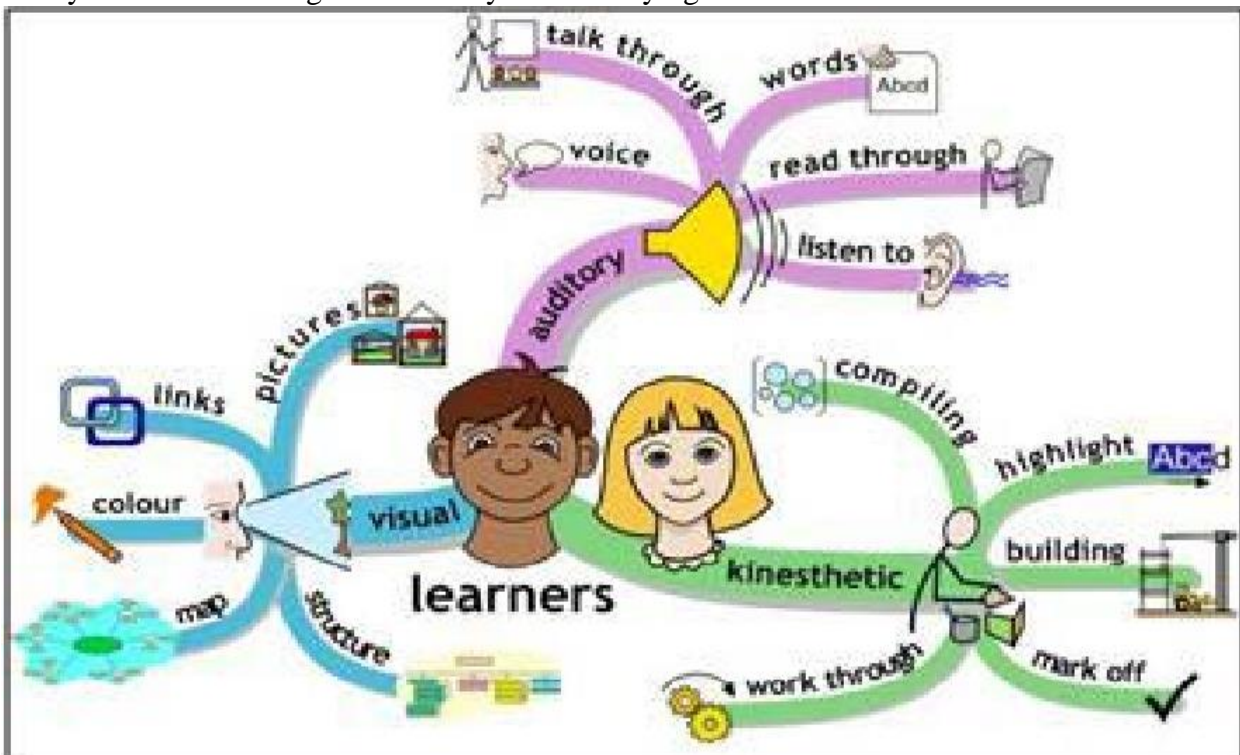 talk through
words
Abcd
voice
read through
listen to
auditory
pictures
links
colour
visual
map
structure
learners
compiling
highlight
Abcd
kinesthetic
building
work through
mark off